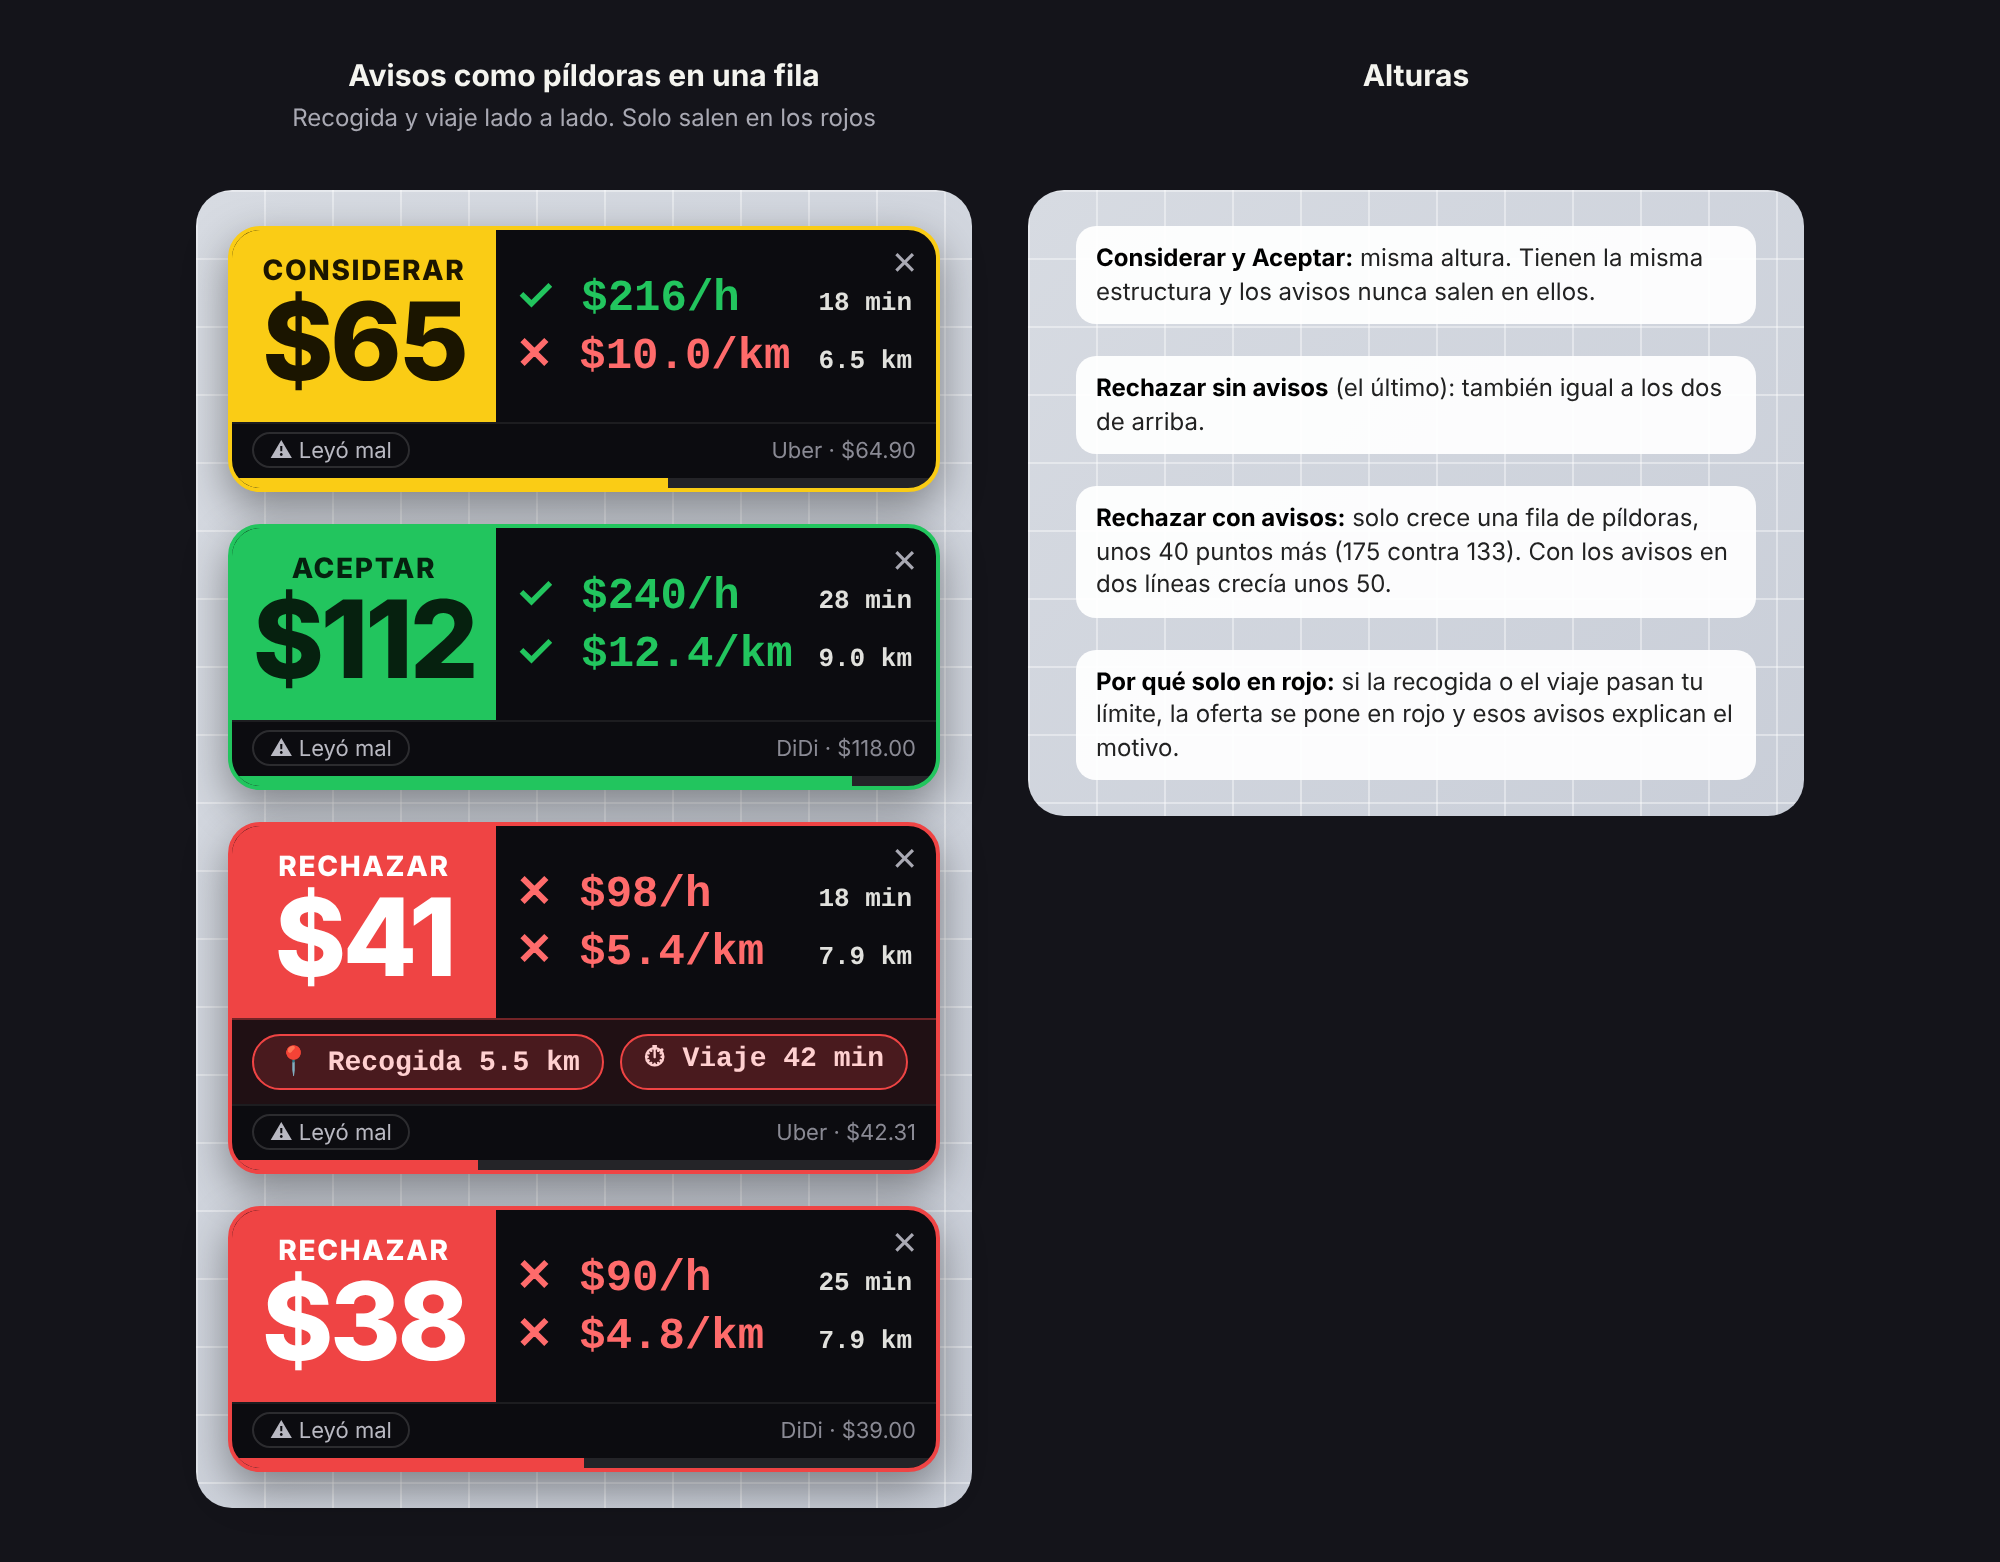 Avisos como píldoras en una fila
Recogida y viaje lado a lado. Solo salen en los rojos
CONSIDERAR
$65
✕
✓ $216/h 18 min
✕ $10.0/km 6.5 km
⚠ Leyó mal
Uber · $64.90
ACEPTAR
$112
✕
✓ $240/h 28 min
✓ $12.4/km 9.0 km
⚠ Leyó mal
DiDi · $118.00
RECHAZAR
$41
✕
✕ $98/h 18 min
✕ $5.4/km 7.9 km
📍 Recogida 5.5 km
⏱ Viaje 42 min
⚠ Leyó mal
Uber · $42.31
RECHAZAR
$38
✕
✕ $90/h 25 min
✕ $4.8/km 7.9 km
⚠ Leyó mal
DiDi · $39.00
Alturas
Considerar y Aceptar: misma altura. Tienen la misma
estructura y los avisos nunca salen en ellos.
Rechazar sin avisos (el último): también igual a los dos
de arriba.
Rechazar con avisos: solo crece una fila de píldoras,
unos 40 puntos más (175 contra 133). Con los avisos en
dos líneas crecía unos 50.
Por qué solo en rojo: si la recogida o el viaje pasan tu
límite, la oferta se pone en rojo y esos avisos explican el
motivo.